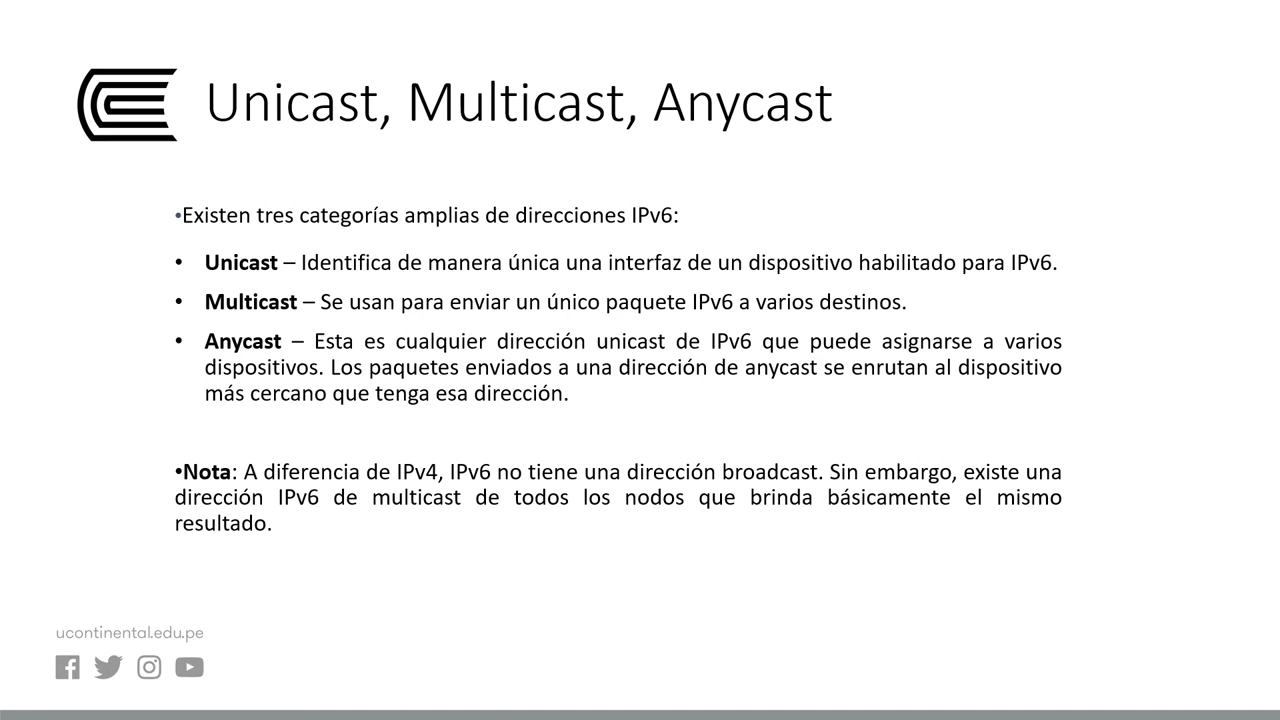 Unicast, Multicast, Anycast
•Existen tres categorías amplias de direcciones IPv6:
• Unicast – Identifica de manera única una interfaz de un dispositivo habilitado para IPv6.
• Multicast – Se usan para enviar un único paquete IPv6 a varios destinos.
• Anycast – Esta es cualquier dirección unicast de IPv6 que puede asignarse a varios
dispositivos. Los paquetes enviados a una dirección de anycast se enrutan al dispositivo
más cercano que tenga esa dirección.
•Nota: A diferencia de IPv4, IPv6 no tiene una dirección broadcast. Sin embargo, existe una
dirección IPv6 de multicast de todos los nodos que brinda básicamente el mismo
resultado.
ucontinental.edu.pe